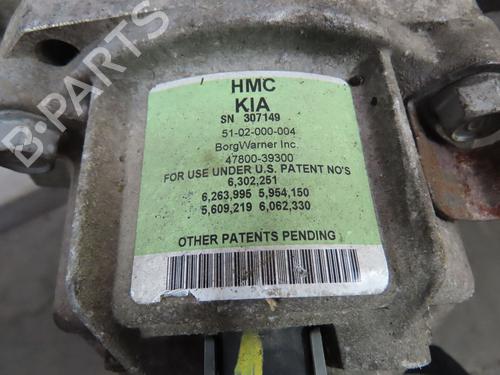 HMC
KIA
SN 307149
51-02-000-004
BorgWarner Inc.
47800-39300
FOR USE UNDER U.S. PATENT NO'S
6,302,251
6,263,995 5,954,150
5,609,219 6,062,330
OTHER PATENTS PENDING
BPARTS